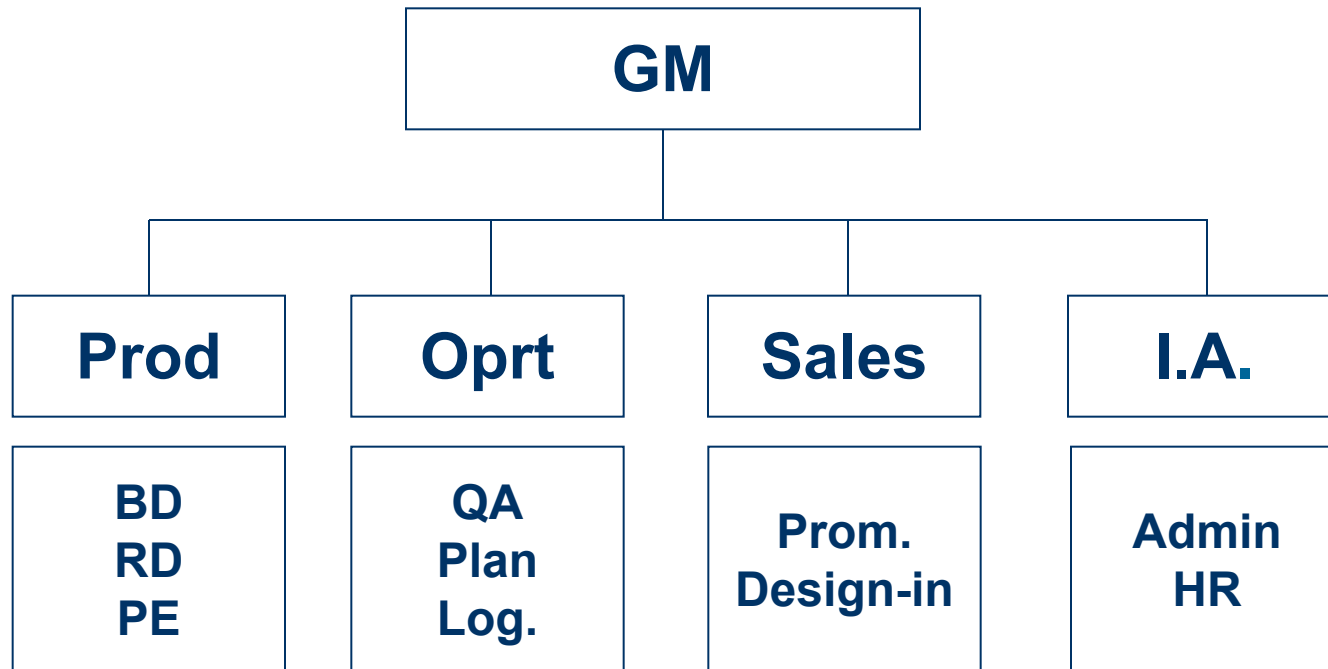 GM
Prod
Oprt
Sales
I.A.
BD
RD
PE
QA
Plan
Log.
Prom.
Design-in
Admin
HR